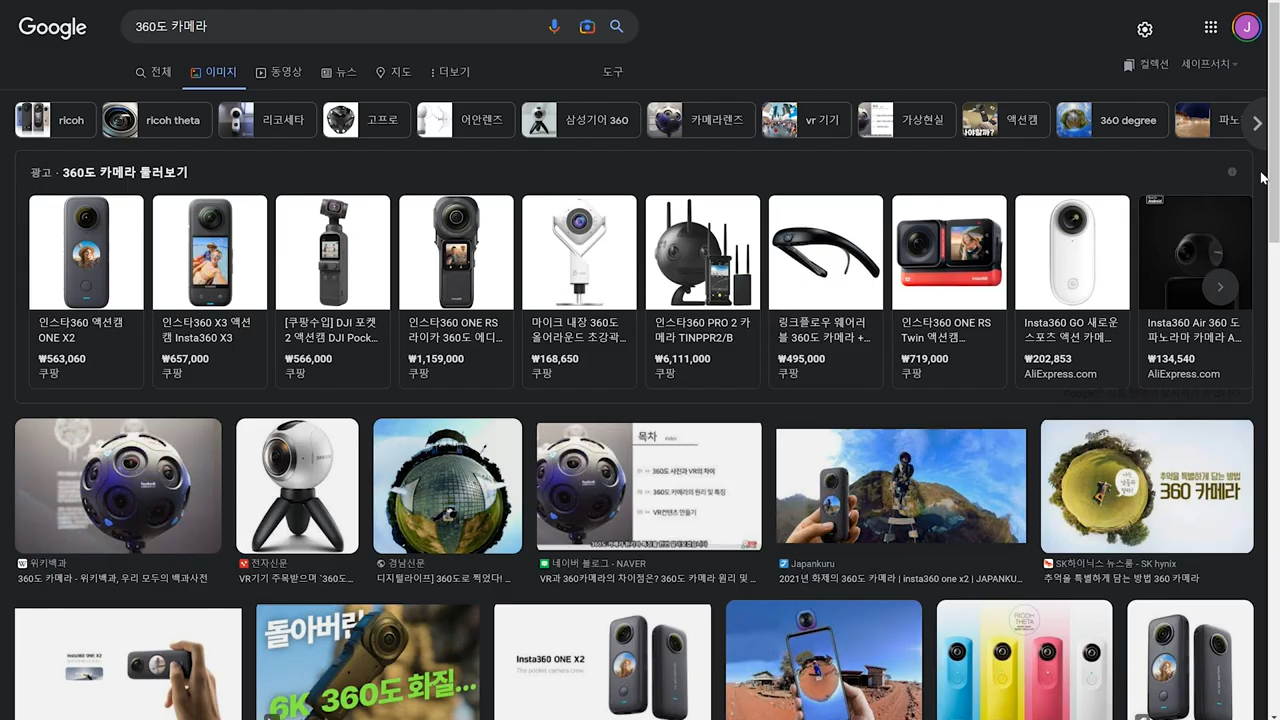 Google
360도 카메라
J
전체
이미지
동영상
뉴스
지도
더보기
도구
컬렉션
세이프서치
ricoh
ricoh theta
리코세타
고프로
어안렌즈
삼성기어 360
카메라렌즈
vr 기기
가상현실
액션캠
360 degree
파노
광고 · 360도 카메라 둘러보기
인스타360 액션캠
ONE X2
₩563,060
쿠팡
인스타360 X3 액션
캠 Insta360 X3
₩657,000
쿠팡
[쿠팡수입] DJI 포켓
2 액션캠 DJI Pock...
₩566,000
쿠팡
인스타360 ONE RS
라이카 360도 에디...
₩1,159,000
쿠팡
마이크 내장 360도
올어라운드 초강곽...
₩168,650
쿠팡
인스타360 PRO 2 카
메라 TINPPR2/B
₩6,111,000
쿠팡
링크플로우 웨어러
블 360도 카메라 +...
₩495,000
쿠팡
인스타360 ONE RS
Twin 액션캠...
₩719,000
쿠팡
Insta360 GO 새로운
스포츠 액션 카메...
₩202,853
AliExpress.com
Insta360 Air 360 도
파노라마 카메라 A...
₩134,540
AliExpress.com
목차
360도 사진과 VR의 차이
360도 카메라의 원리 및 특징
VR컨텐츠 만들기
추억을 특별하게 담는 방법
360 카메라
위키백과
360도 카메라 - 위키백과, 우리 모두의 백과사전
전자신문
VR기기 주목받으며 '360도...
경남신문
디지털라이프] 360도로 찍었다! ...
네이버 블로그 - NAVER
VR과 360카메라의 차이점은? 360도 카메라 원리 및 ...
Japankuru
2021년 화제의 360도 카메라 | insta360 one x2 | JAPANKU...
SK하이닉스 뉴스룸 - SK hynix
추억을 특별하게 담는 방법 360 카메라
Insta360 ONE X2
돌아버린
6K 360도 화질...
Insta360 ONE X2
The pocket camera crew.
RICOH
THETA